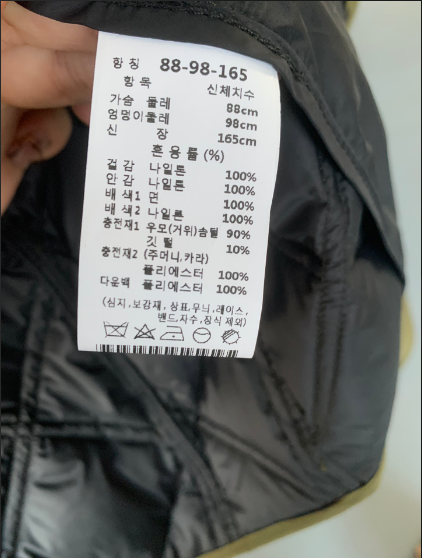 호 칭 88-98-165
항 목 신체치수
가슴 둘레 88cm
엉덩이둘레 98cm
신 장 165cm
혼 용 률 (%)
겉 감 나일론 100%
안 감 나일론 100%
배 색1 면 100%
배 색2 나일론 100%
충전재1 우모(거위)솜털 90%
깃 털 10%
충전재2 (주머니,카라)
폴리에스터 100%
다운백 폴리에스터 100%
(심지,보강재,상표,무늬,레이스,
밴드,자수,장식 제외)